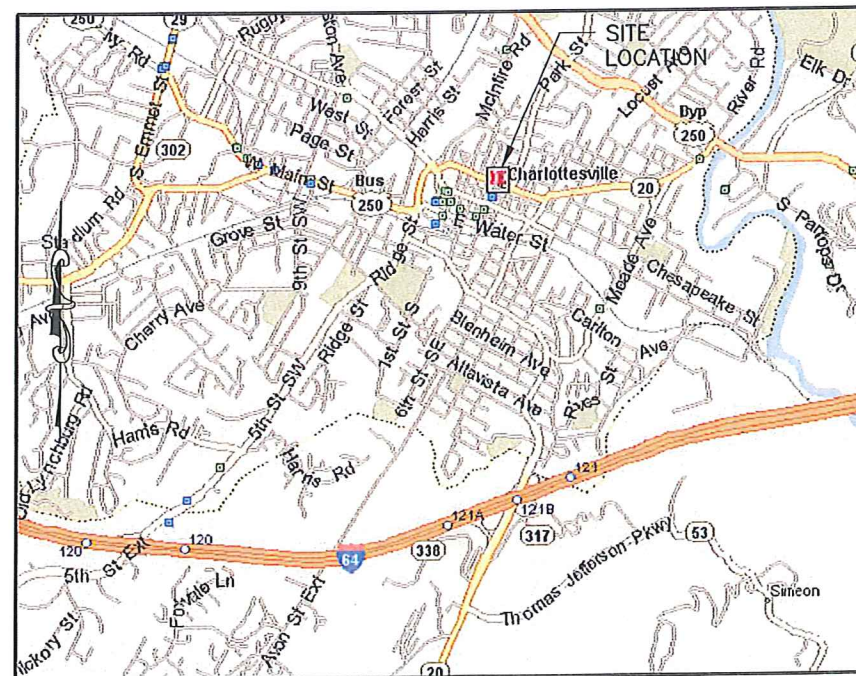 250
29
Ivy Rd
Rugby
ston-Ave
West St
Forest St
Harris St
McIntire Rd
Park St
SITE
LOCATION
Locust
River Rd
Elk D
Byp
250
S Emmet St
302
Page St
W Main St
Bus
250
Charlottesville
20
Stadium Rd
Grove St
9th St SW
Ridge St
Water St
Meade Ave
S Pantops Dr
Chesapeake St
Cherry Ave
Ridge St
1st St S
6th St SE
Blenheim Ave
Altavista Ave
Carlton
Ave
Rives St
Old Lynchburg Rd
Harris Rd
5th St SW
Harris Rd
121
121A
121B
120
120
338
317
53
64
5th St Ext
Avon St Ext
Thomas Jefferson Pkwy
Simeon
Hickory St
20